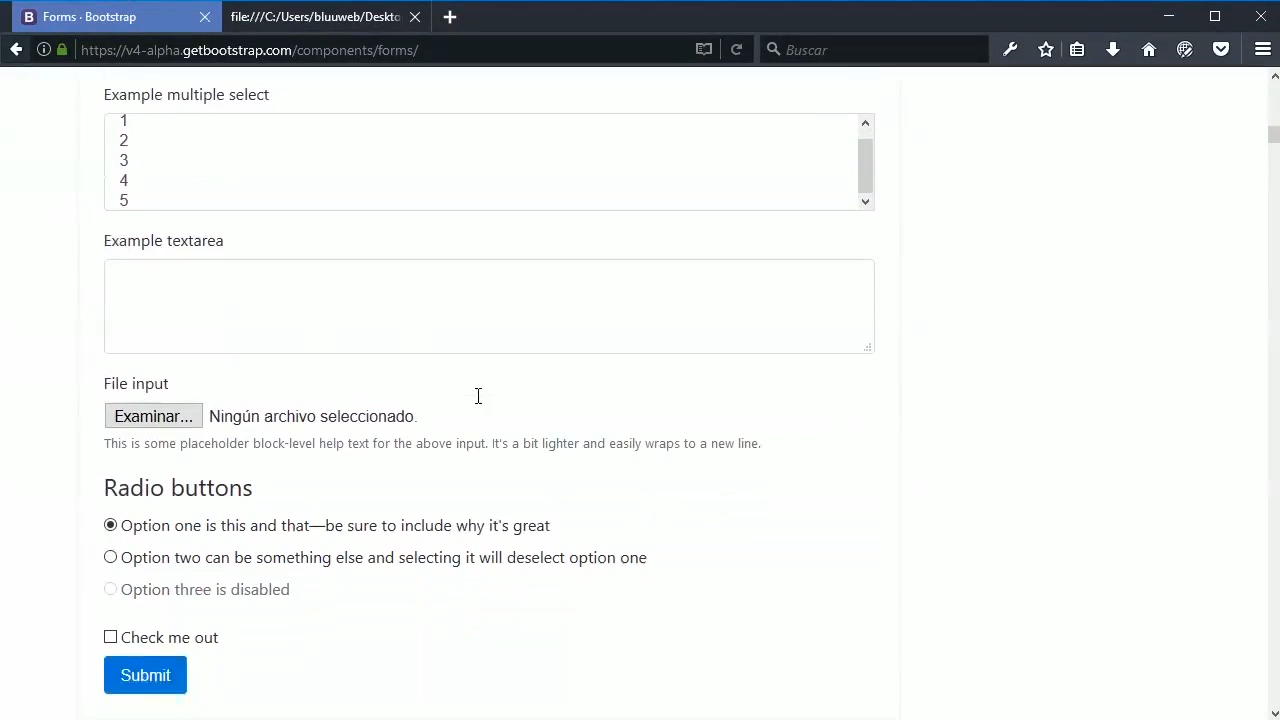 Forms · Bootstrap
file:///C:/Users/bluuweb/Deskto
https://v4-alpha.getbootstrap.com/components/forms/
Buscar
Example multiple select
1
2
3
4
5
Example textarea
File input
Examinar... Ningún archivo seleccionado.
This is some placeholder block-level help text for the above input. It's a bit lighter and easily wraps to a new line.
Radio buttons
Option one is this and that—be sure to include why it's great
Option two can be something else and selecting it will deselect option one
Option three is disabled
Check me out
Submit